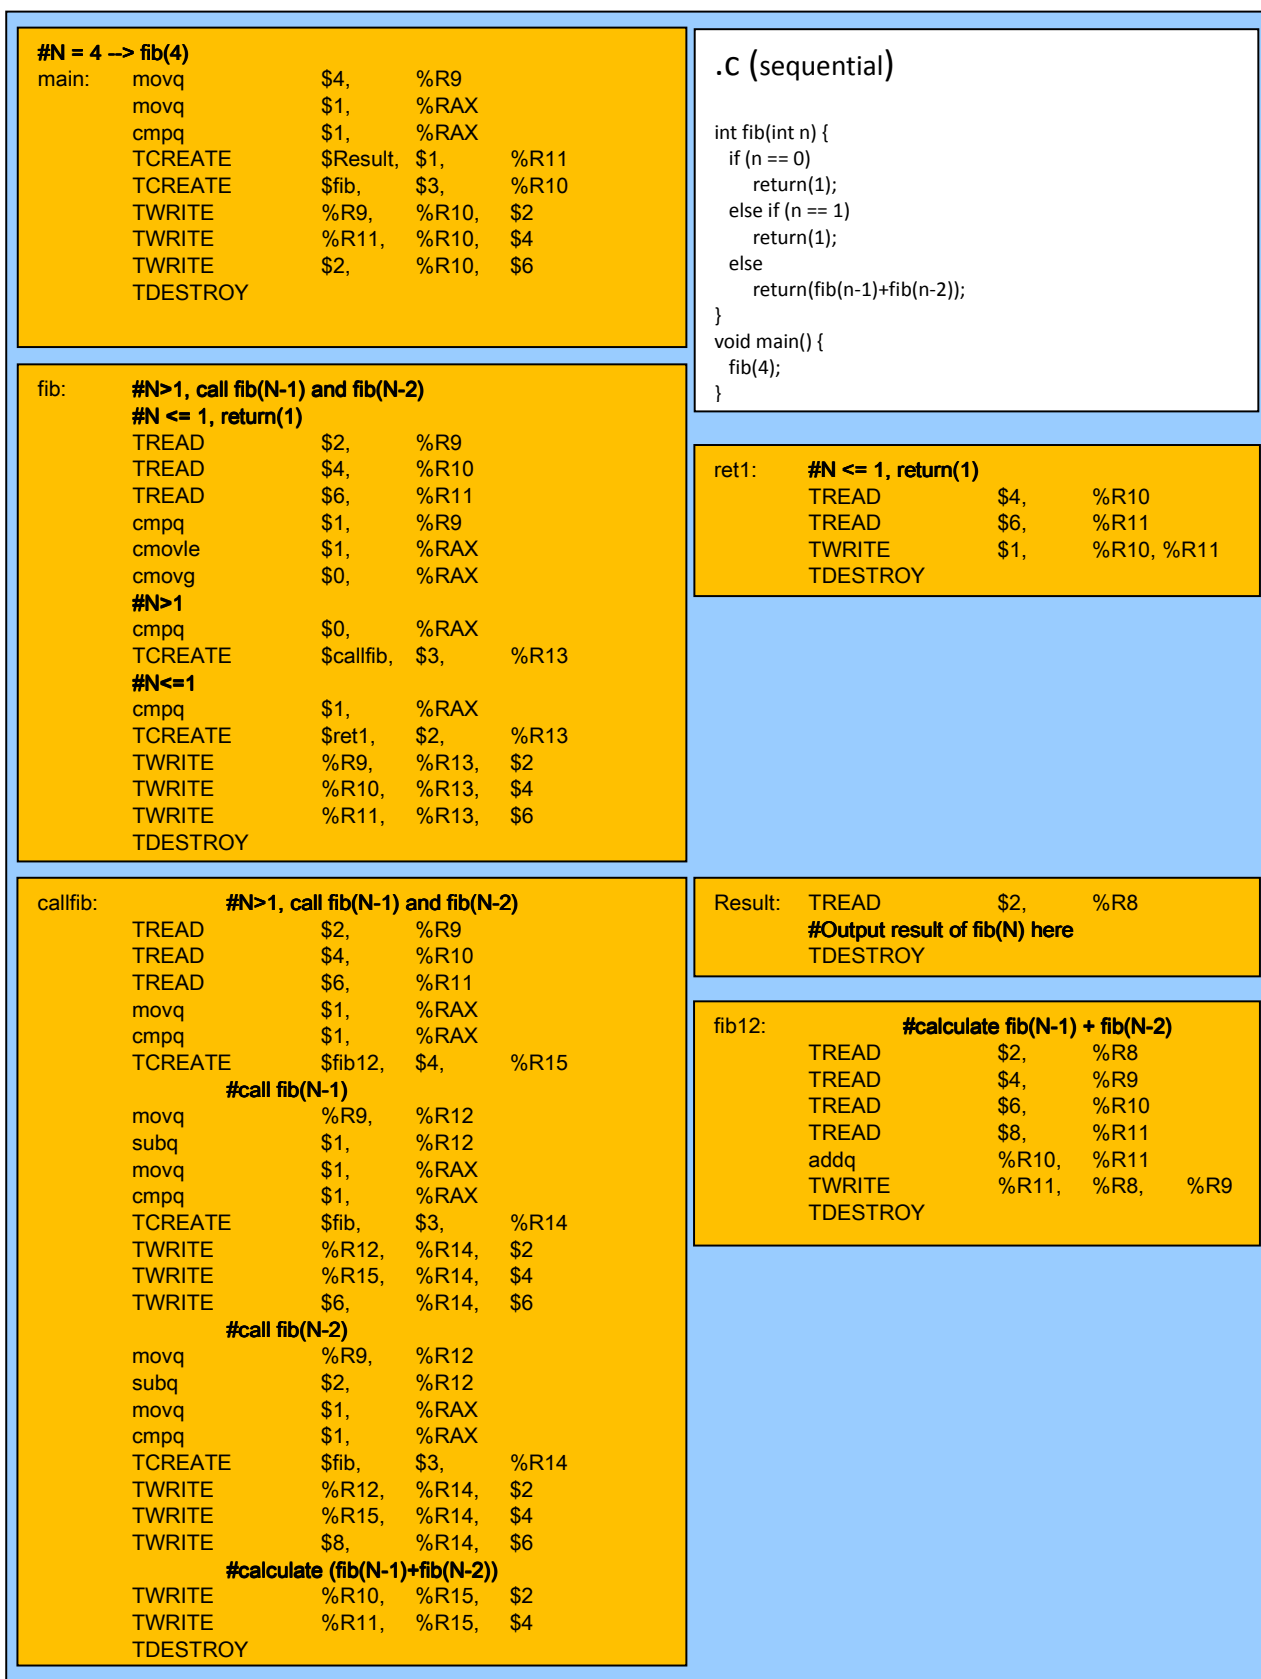 #N = 4 --> fib(4)
main: movq $4, %R9
movq $1, %RAX
cmpq $1, %RAX
TCREATE $Result, $1, %R11
TCREATE $fib, $3, %R10
TWRITE %R9, %R10, $2
TWRITE %R11, %R10, $4
TWRITE $2, %R10, $6
TDESTROY
.c (sequential)
int fib(int n) {
if (n == 0)
return(1);
else if (n == 1)
return(1);
else
return(fib(n-1)+fib(n-2));
}
void main() {
fib(4);
}
fib: #N>1, call fib(N-1) and fib(N-2)
#N <= 1, return(1)
TREAD $2, %R9
TREAD $4, %R10
TREAD $6, %R11
cmpq $1, %R9
cmovle $1, %RAX
cmovg $0, %RAX
#N>1
cmpq $0, %RAX
TCREATE $callfib, $3, %R13
#N<=1
cmpq $1, %RAX
TCREATE $ret1, $2, %R13
TWRITE %R9, %R13, $2
TWRITE %R10, %R13, $4
TWRITE %R11, %R13, $6
TDESTROY
ret1: #N <= 1, return(1)
TREAD $4, %R10
TREAD $6, %R11
TWRITE $1, %R10, %R11
TDESTROY
callfib: #N>1, call fib(N-1) and fib(N-2)
TREAD $2, %R9
TREAD $4, %R10
TREAD $6, %R11
movq $1, %RAX
cmpq $1, %RAX
TCREATE $fib12, $4, %R15
#call fib(N-1)
movq %R9, %R12
subq $1, %R12
movq $1, %RAX
cmpq $1, %RAX
TCREATE $fib, $3, %R14
TWRITE %R12, %R14, $2
TWRITE %R15, %R14, $4
TWRITE $6, %R14, $6
#call fib(N-2)
movq %R9, %R12
subq $2, %R12
movq $1, %RAX
cmpq $1, %RAX
TCREATE $fib, $3, %R14
TWRITE %R12, %R14, $2
TWRITE %R15, %R14, $4
TWRITE $8, %R14, $6
#calculate (fib(N-1)+fib(N-2))
TWRITE %R10, %R15, $2
TWRITE %R11, %R15, $4
TDESTROY
Result: TREAD $2, %R8
#Output result of fib(N) here
TDESTROY
fib12: #calculate fib(N-1) + fib(N-2)
TREAD $2, %R8
TREAD $4, %R9
TREAD $6, %R10
TREAD $8, %R11
addq %R10, %R11
TWRITE %R11, %R8, %R9
TDESTROY